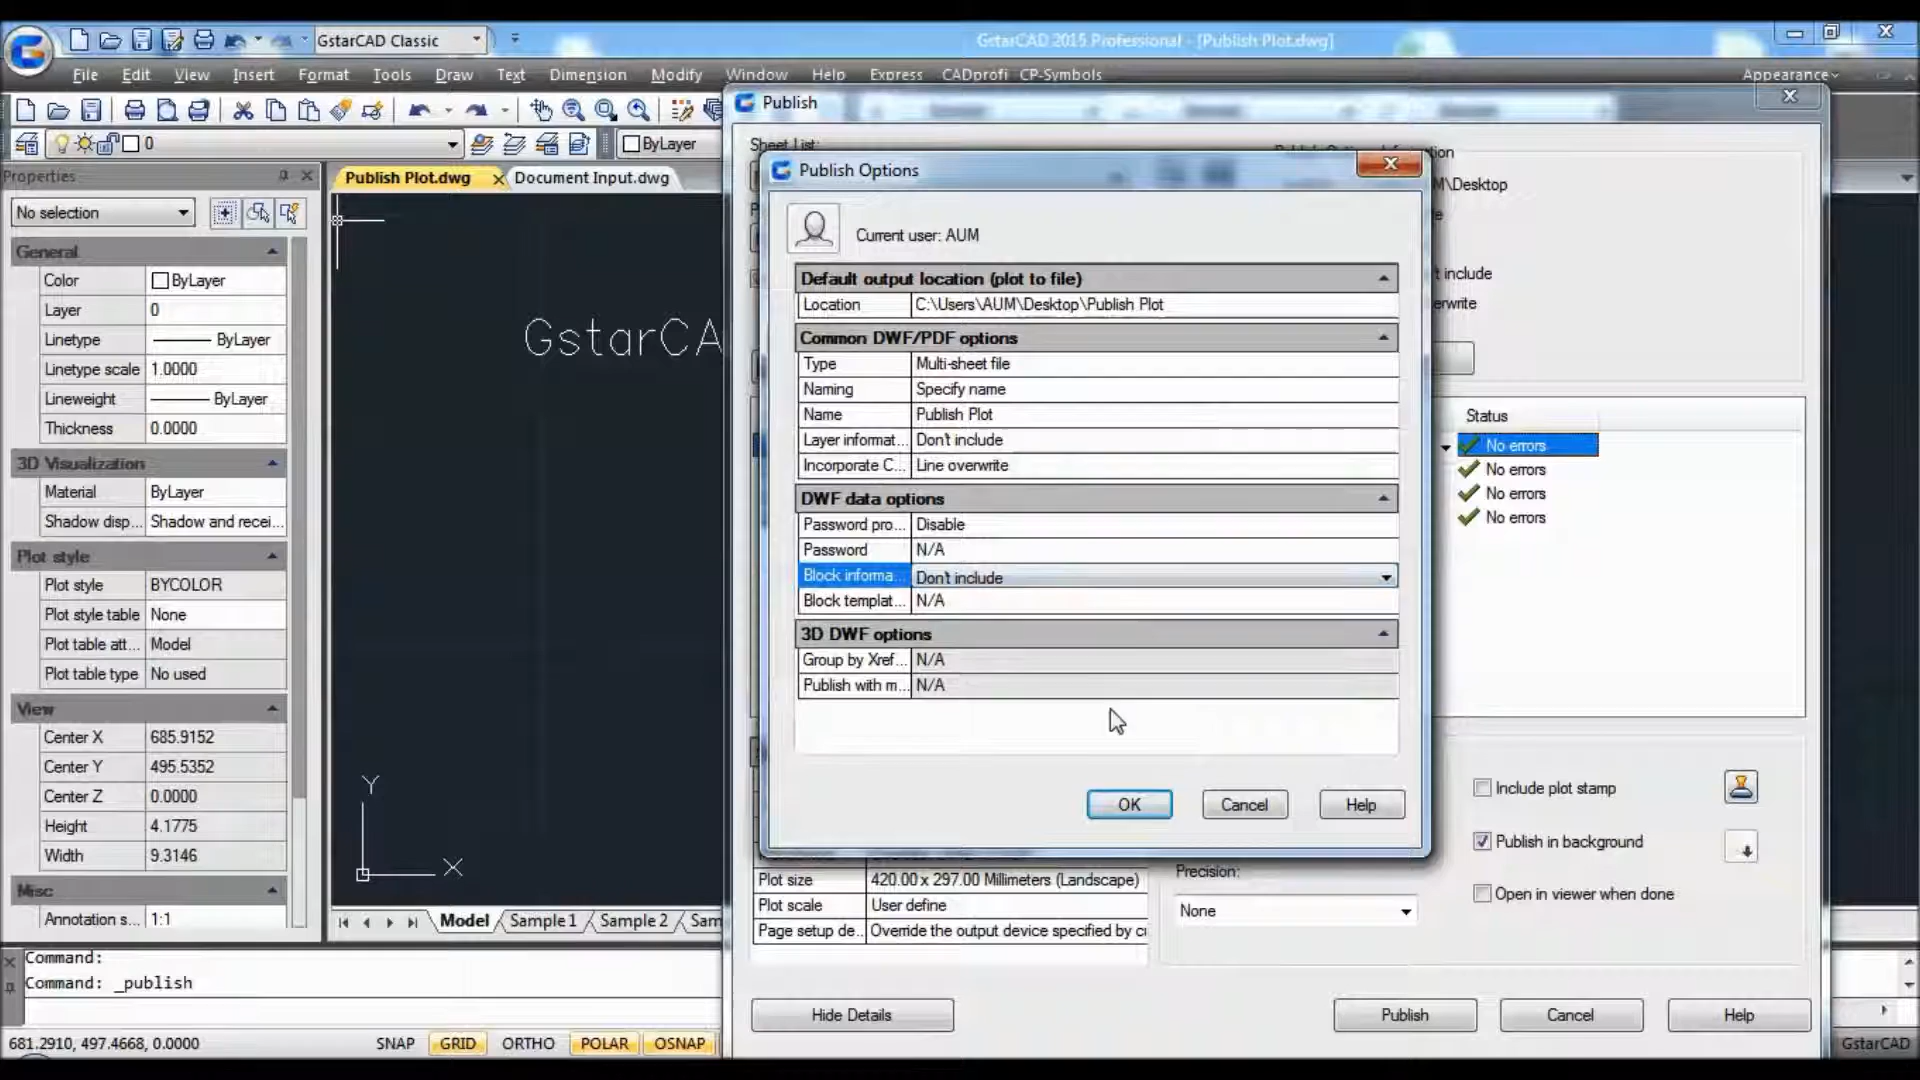 GstarCAD Classic
GstarCAD 2015 Professional - [Publish Plot.dwg]
File Edit View Insert Format Tools Draw Text Dimension Modify Window Help Express CADprofi CP-Symbols Appearance
0 ByLayer
Publish
Sheet List:
Properties
Publish Plot.dwg
Document Input.dwg
No selection
General
Color ByLayer
Layer 0
Linetype ByLayer
Linetype scale 1.0000
Lineweight ByLayer
Thickness 0.0000
3D Visualization
Material ByLayer
Shadow disp... Shadow and recei...
Plot style
Plot style BYCOLOR
Plot style table None
Plot table att... Model
Plot table type No used
View
Center X 685.9152
Center Y 495.5352
Center Z 0.0000
Height 4.1775
Width 9.3146
Misc
Annotation s... 1:1
GstarCA
Y
X
Model Sample 1 Sample 2 Sam
Publish Options
Current user: AUM
Default output location (plot to file)
Location C:\Users\AUM\Desktop\Publish Plot
Common DWF/PDF options
Type Multi-sheet file
Naming Specify name
Name Publish Plot
Layer informat... Don't include
Incorporate C... Line overwrite
DWF data options
Password pro... Disable
Password N/A
Block informa... Don't include
Block templat... N/A
3D DWF options
Group by Xref... N/A
Publish with m... N/A
OK Cancel Help
M\Desktop
t include
erwrite
Status
No errors
No errors
No errors
No errors
Include plot stamp
Publish in background
Open in viewer when done
Plot size 420.00 x 297.00 Millimeters (Landscape)
Plot scale User define
Page setup de... Override the output device specified by
Precision:
None
Hide Details Publish Cancel Help
Command:
Command: _publish
681.2910, 497.4668, 0.0000 SNAP GRID ORTHO POLAR OSNAP GstarCAD